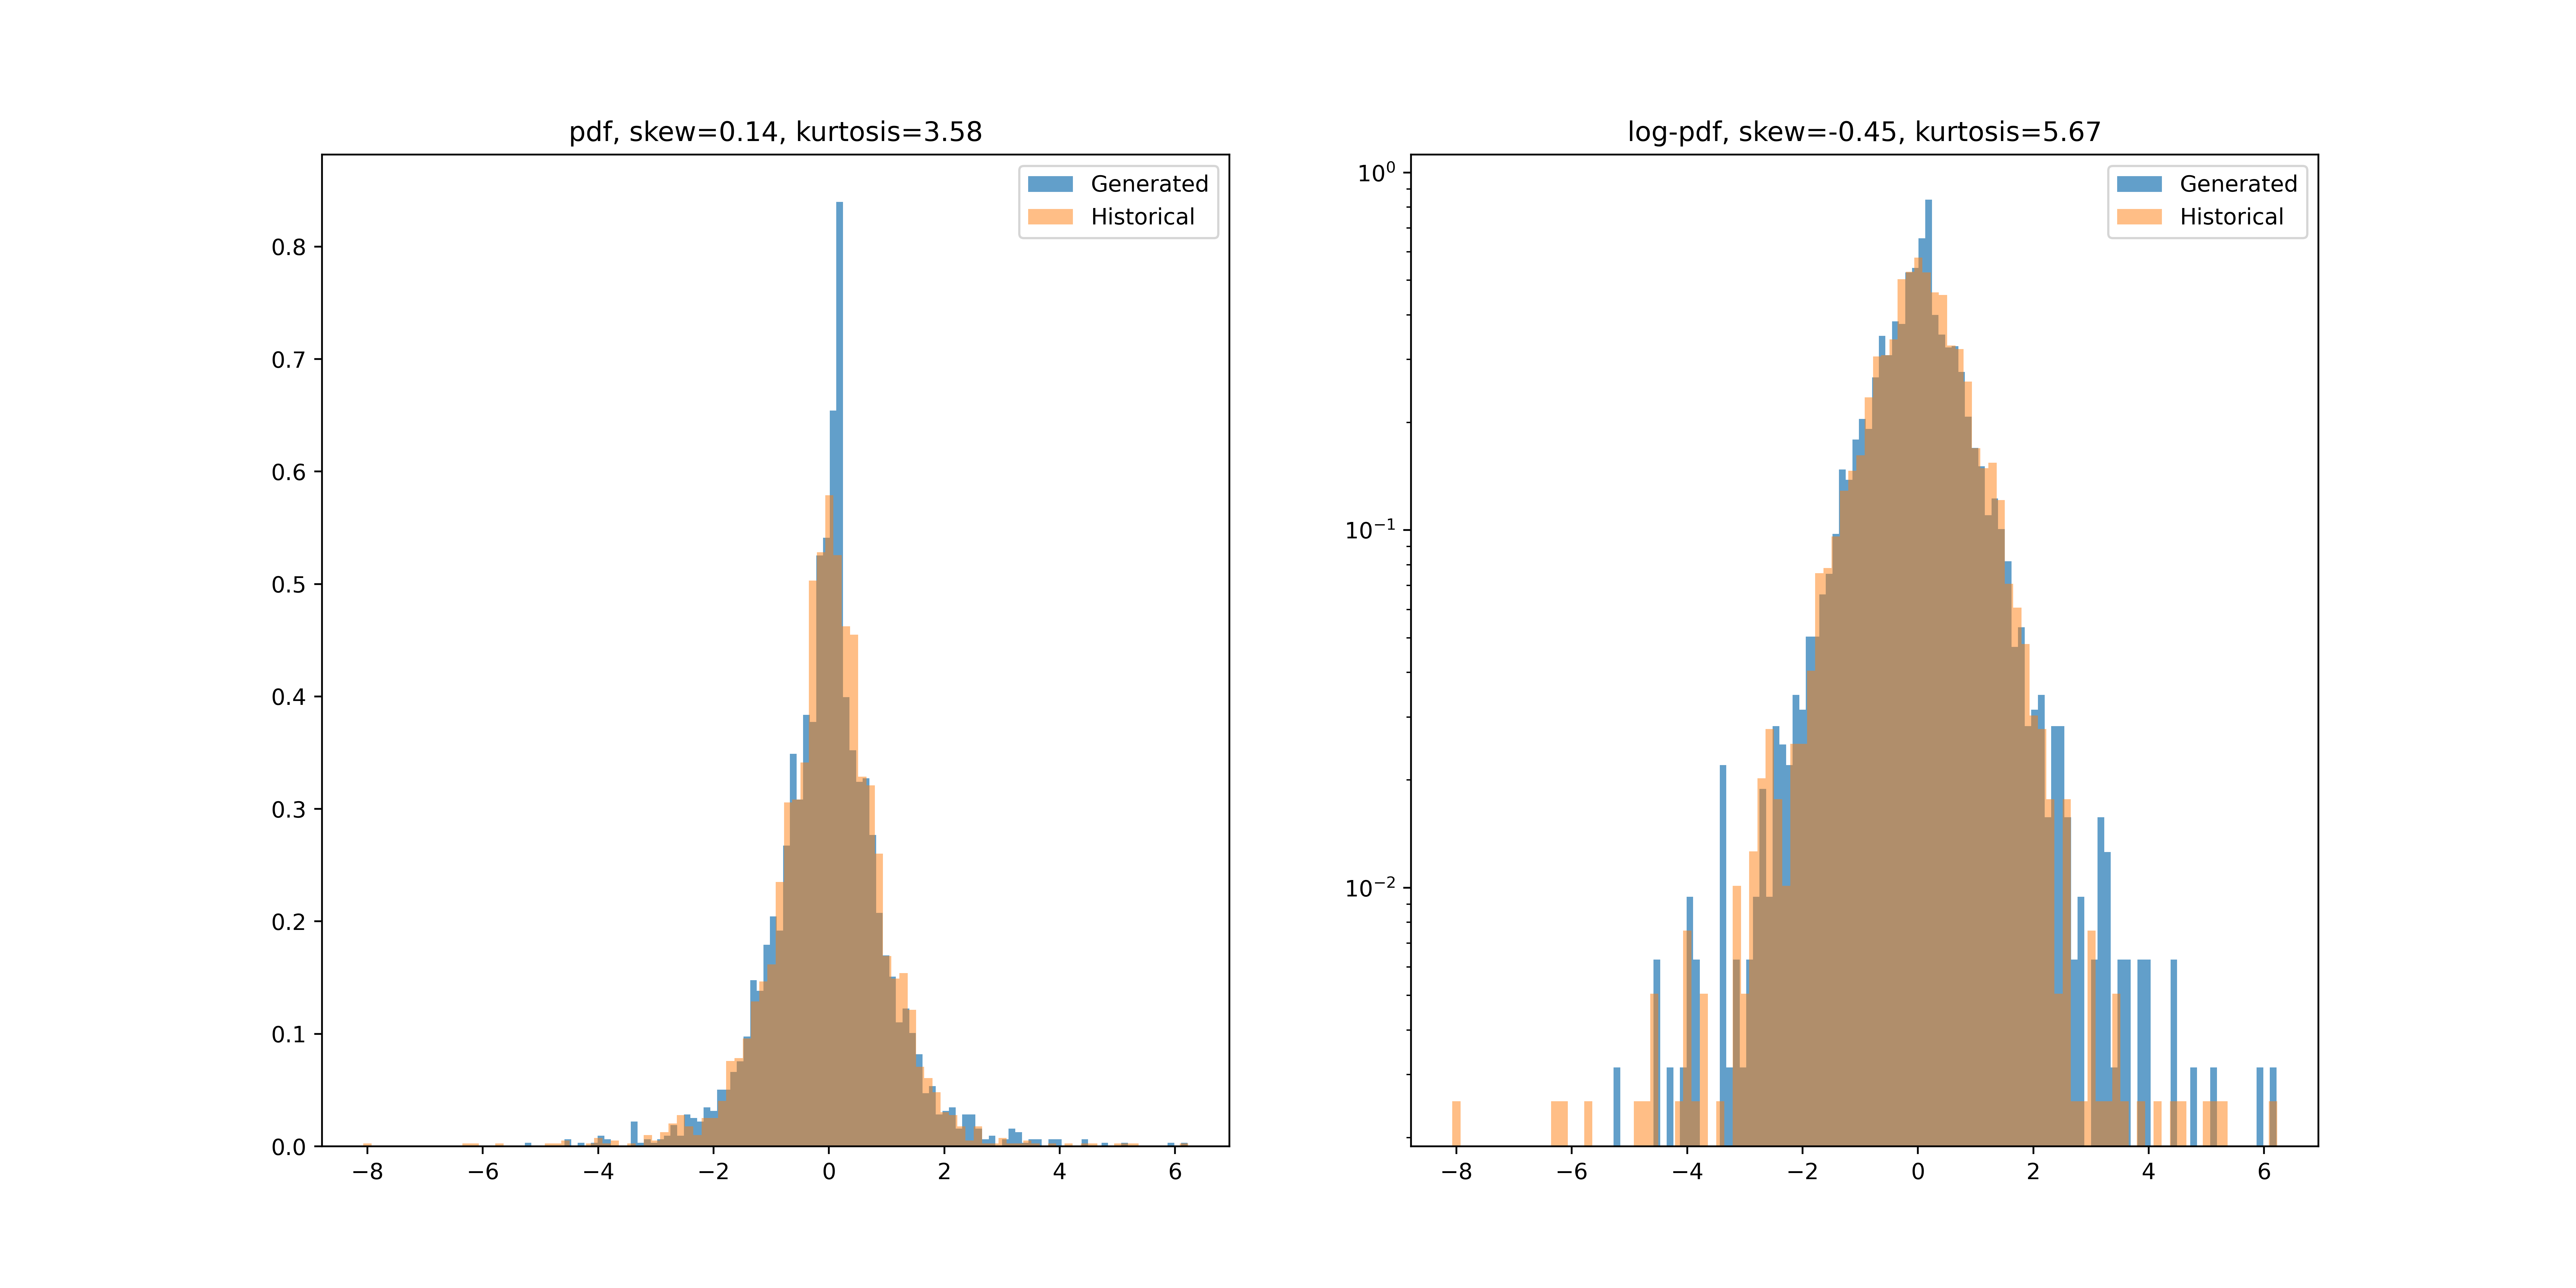 pdf, skew=0.14, kurtosis=3.58
Generated
Historical
0.8
0.7
0.6
0.5
0.4
0.3
0.2
0.1
0.0
−8 −6 −4 −2 0 2 4 6
log-pdf, skew=-0.45, kurtosis=5.67
Generated
Historical
10⁰
10⁻¹
10⁻²
−8 −6 −4 −2 0 2 4 6